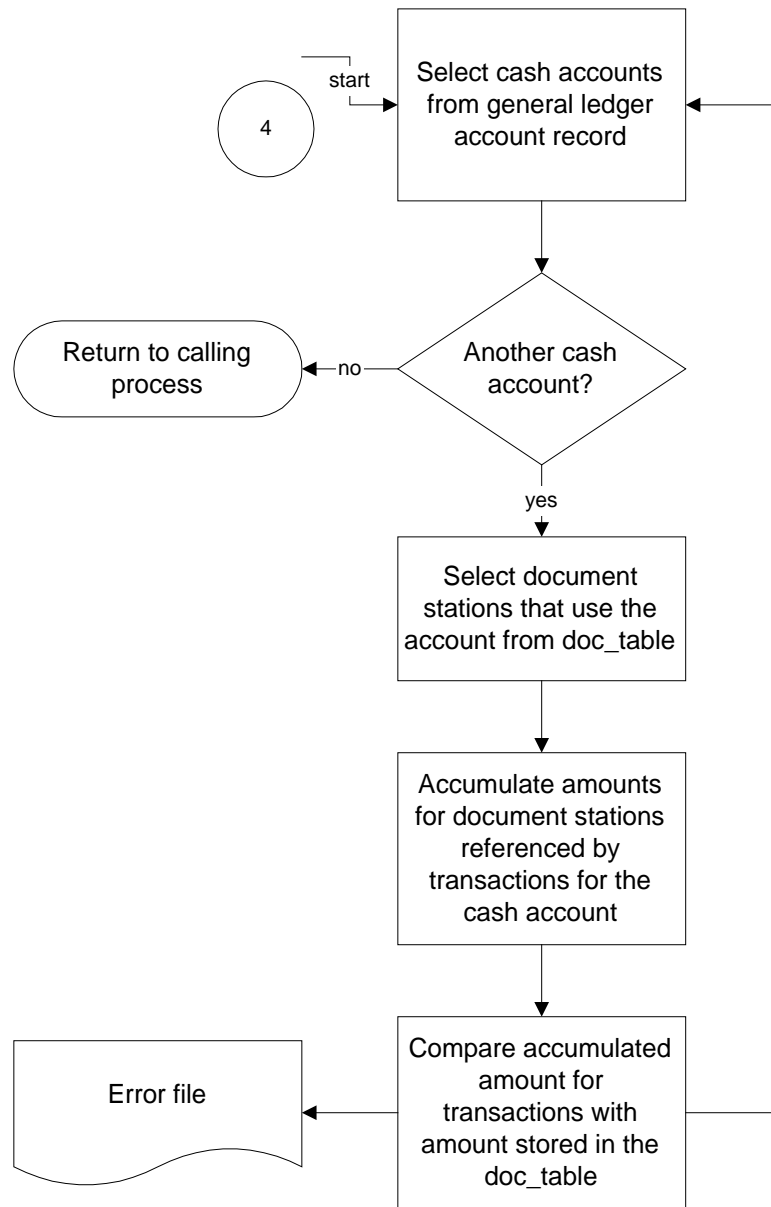 start
4
Select cash accounts
from general ledger
account record
Another cash
account?
no
Return to calling
process
yes
Select document
stations that use the
account from doc_table
Accumulate amounts
for document stations
referenced by
transactions for the
cash account
Compare accumulated
amount for
transactions with
amount stored in the
doc_table
Error file